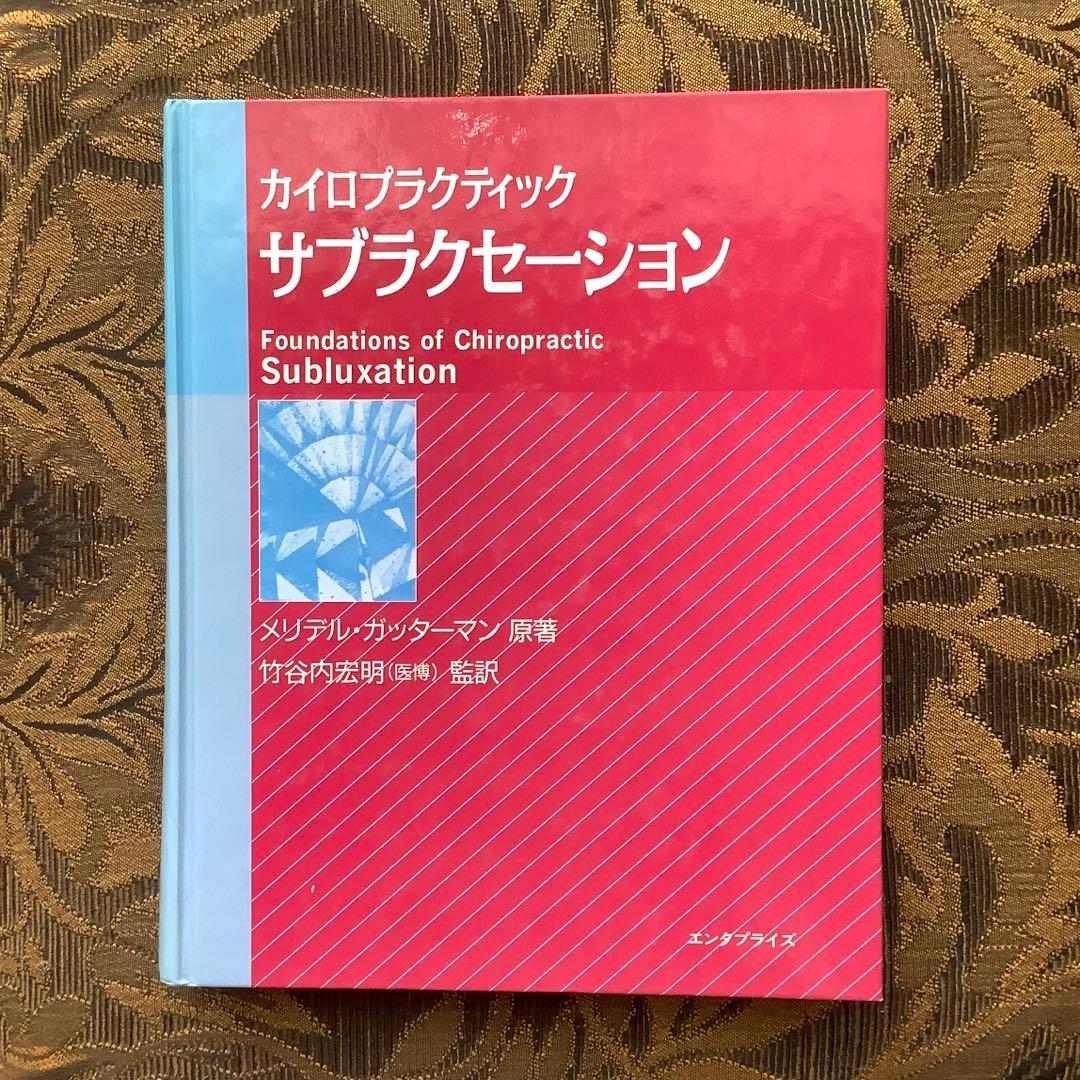 カイロプラクティック
サブラクセーション
Foundations of Chiropractic
Subluxation
メリデル・ガッターマン 原著
竹谷内宏明(医博) 監訳
エンタプライズ